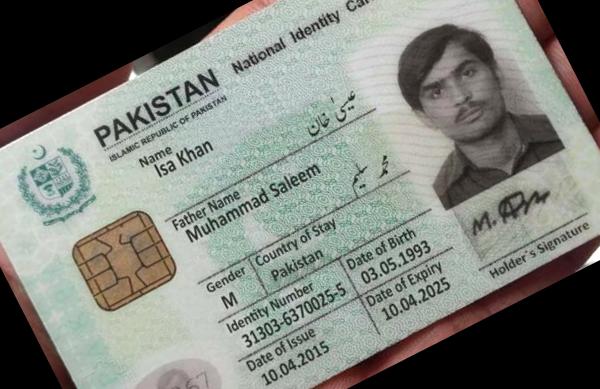 PAKISTAN National Identity Car
ISLAMIC REPUBLIC OF PAKISTAN
Name
Isa Khan
عیسیٰ خان
Father Name
Muhammad Saleem
محمد سلیم
Gender Country of Stay
M Pakistan
Identity Number Date of Birth
31303-6370025-5 03.05.1993
Date of Issue Date of Expiry
10.04.2015 10.04.2025
Holder's Signature